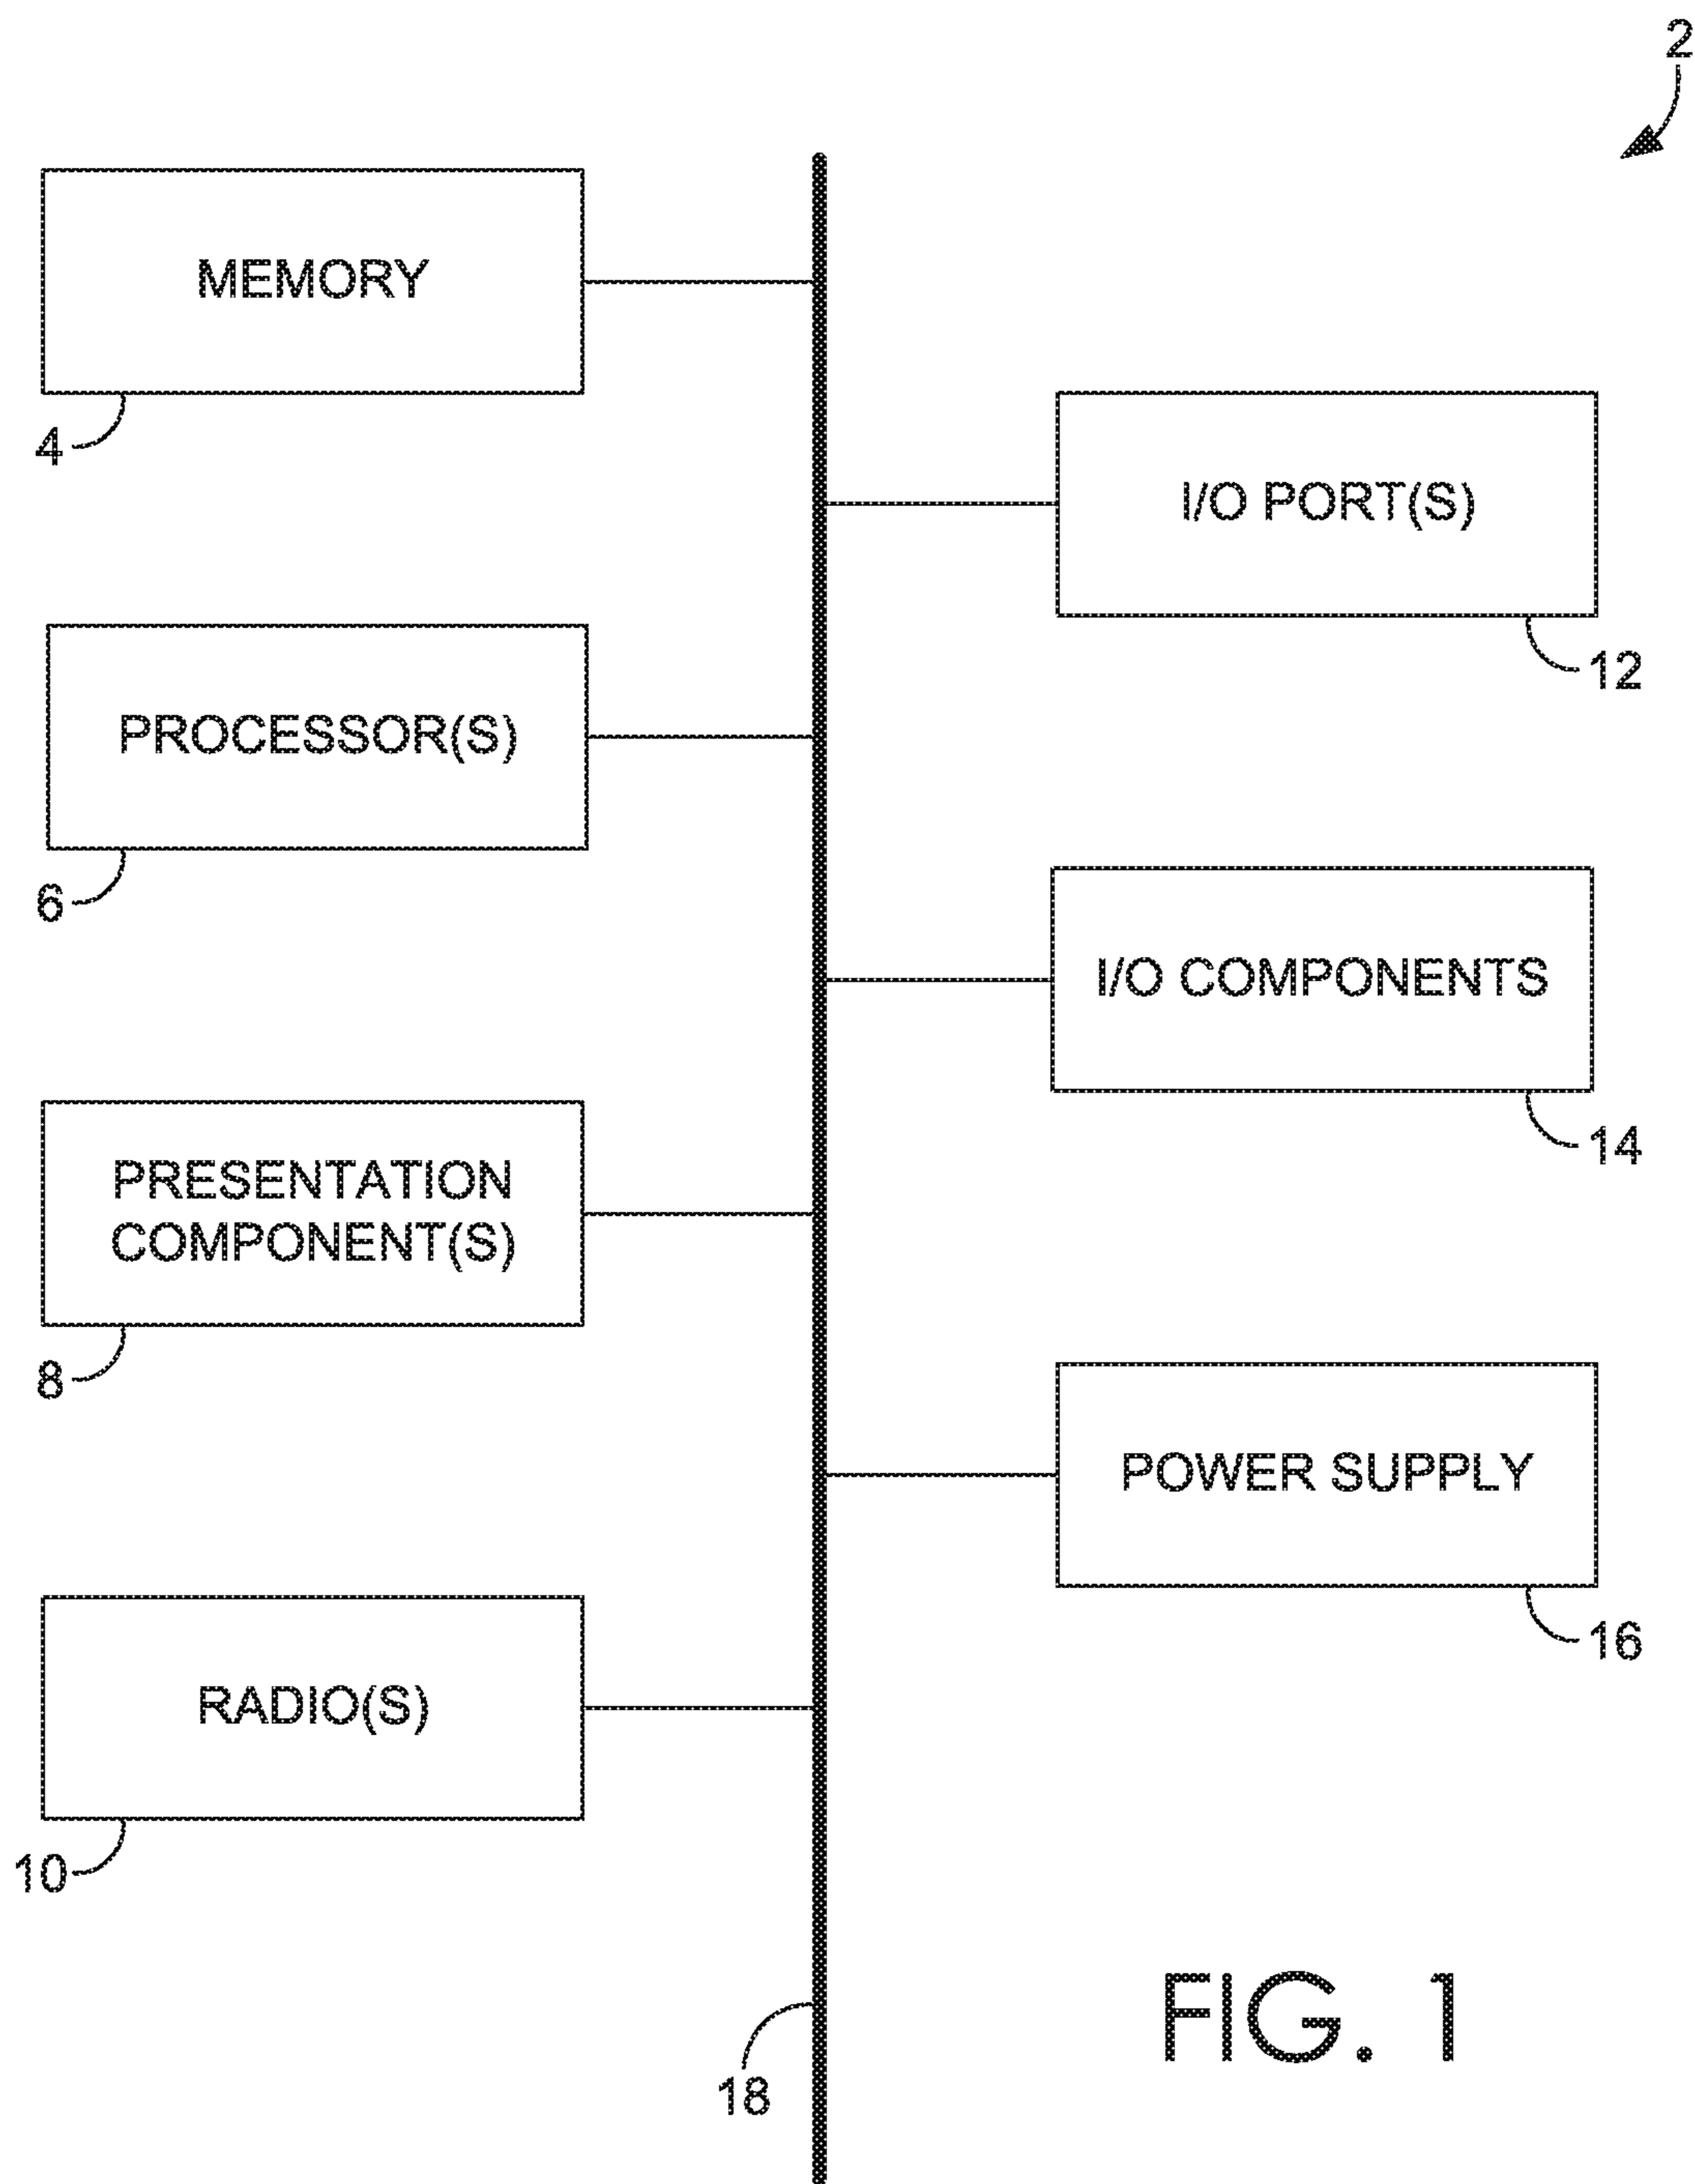 2
MEMORY
4
I/O PORT(S)
12
PROCESSOR(S)
6
I/O COMPONENTS
14
PRESENTATION
COMPONENT(S)
8
POWER SUPPLY
16
RADIO(S)
10
18
FIG. 1